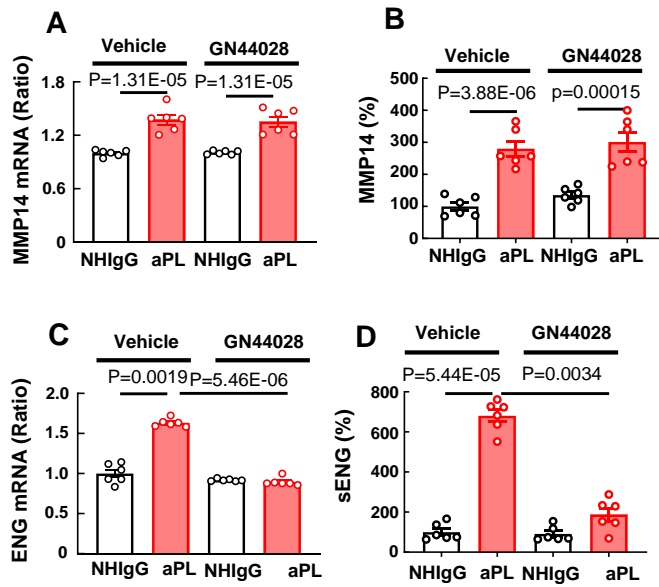 A
Vehicle
GN44028
P=1.31E-05
P=1.31E-05
MMP14 mRNA (Ratio)
1.8
1.2
0.6
0
NHIgG
aPL
NHIgG
aPL
B
Vehicle
GN44028
P=3.88E-06
p=0.00015
MMP14 (%)
500
400
300
200
100
0
NHIgG
aPL
NHIgG
aPL
C
Vehicle
GN44028
P=0.0019
P=5.46E-06
ENG mRNA (Ratio)
2.0
1.5
1.0
0.5
0
NHIgG
aPL
NHIgG
aPL
D
Vehicle
GN44028
P=5.44E-05
P=0.0034
sENG (%)
800
600
400
200
0
NHIgG
aPL
NHIgG
aPL